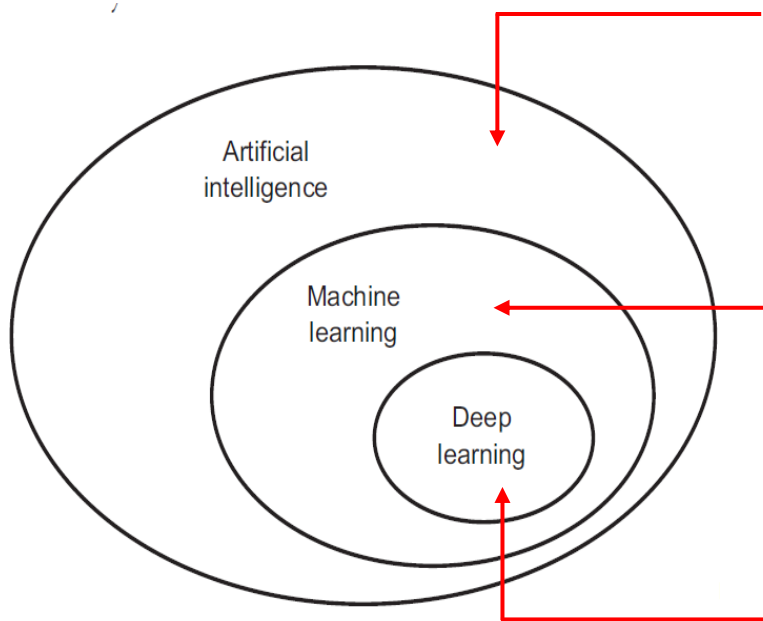 Artificial
intelligence
Machine
learning
Deep
learning